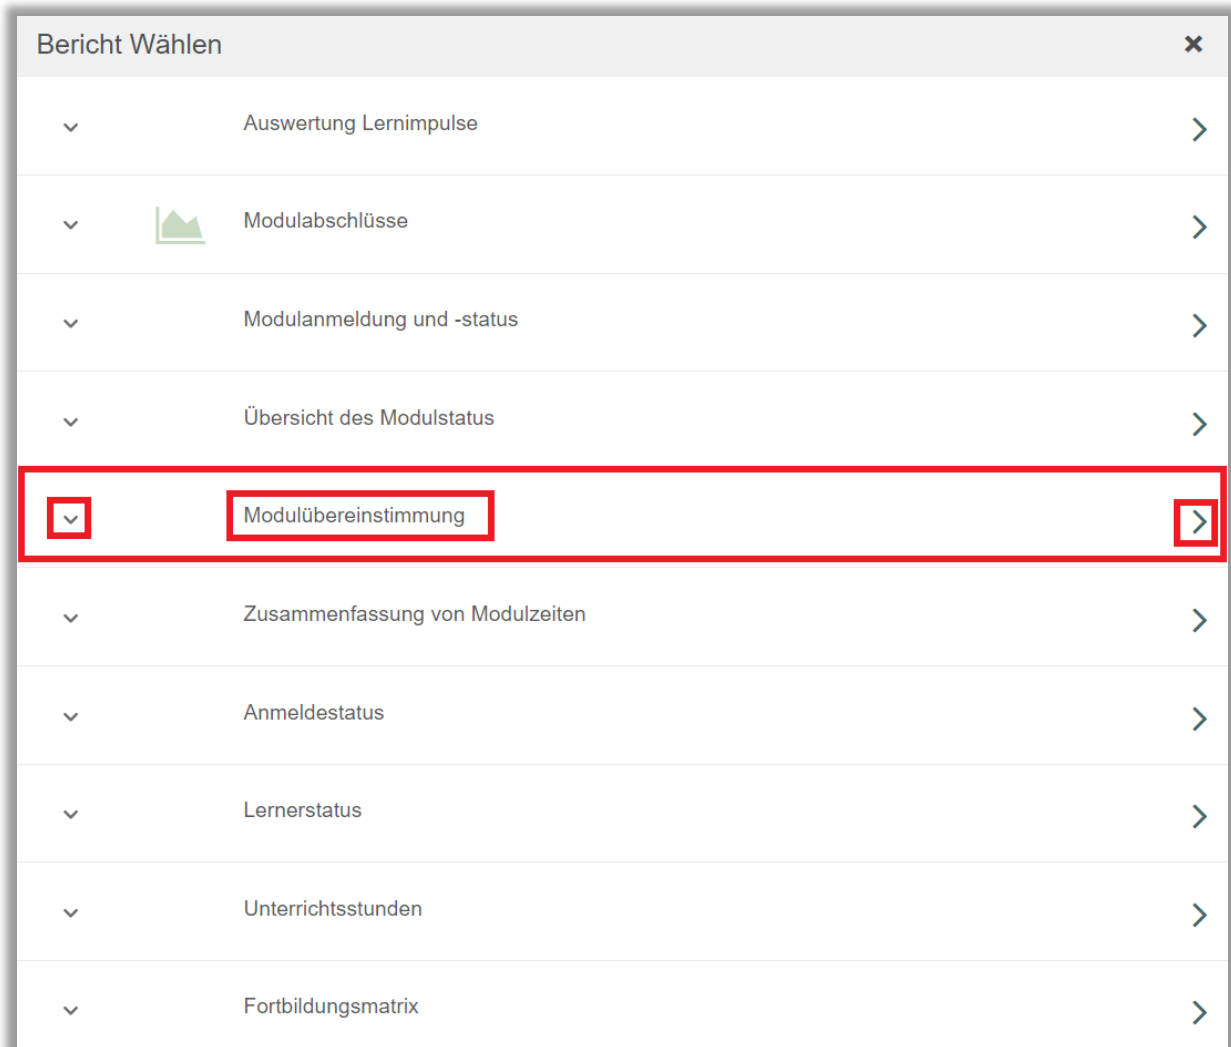 Bericht Wählen
Auswertung Lernimpulse
Modulabschlüsse
Modulanmeldung und -status
Übersicht des Modulstatus
Modulübereinstimmung
Zusammenfassung von Modulzeiten
Anmeldestatus
Lernerstatus
Unterrichtsstunden
Fortbildungsmatrix